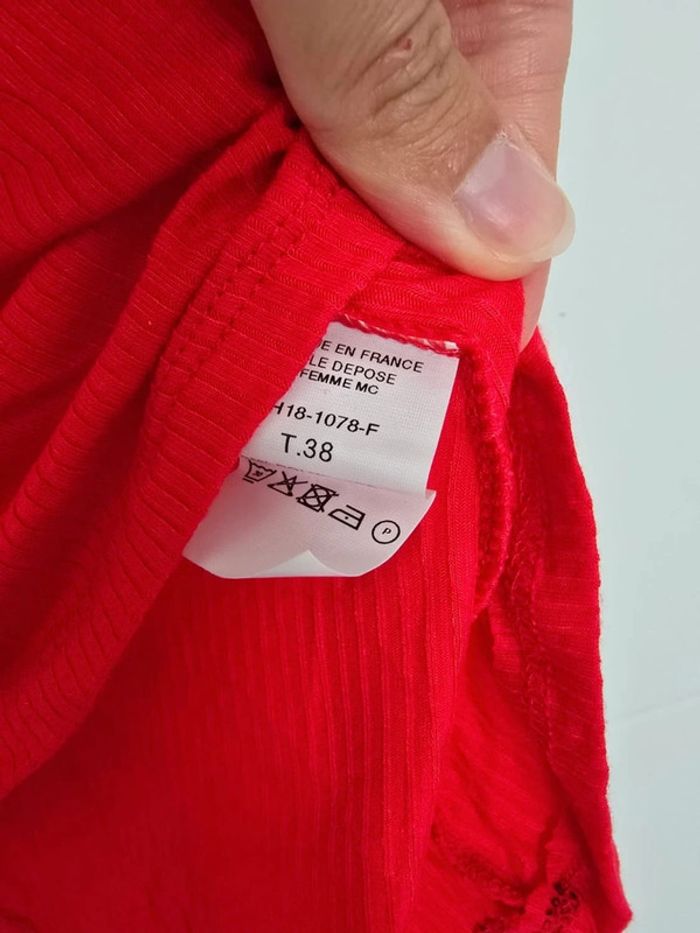 E EN FRANCE
LE DEPOSE
FEMME MC
H18-1078-F
T.38
P